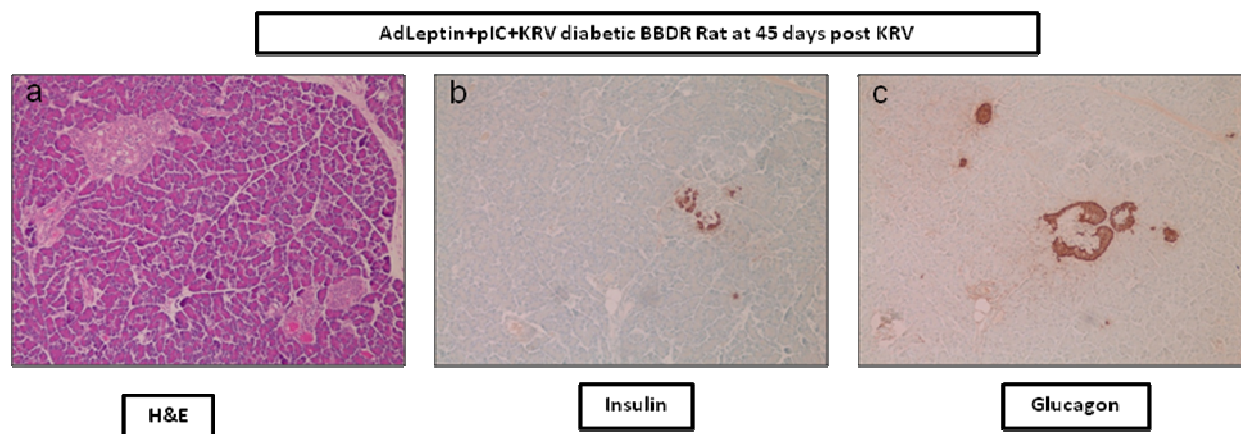 AdLeptin+pIC+KRV diabetic BBDR Rat at 45 days post KRV
a
b
c
H&E
Insulin
Glucagon